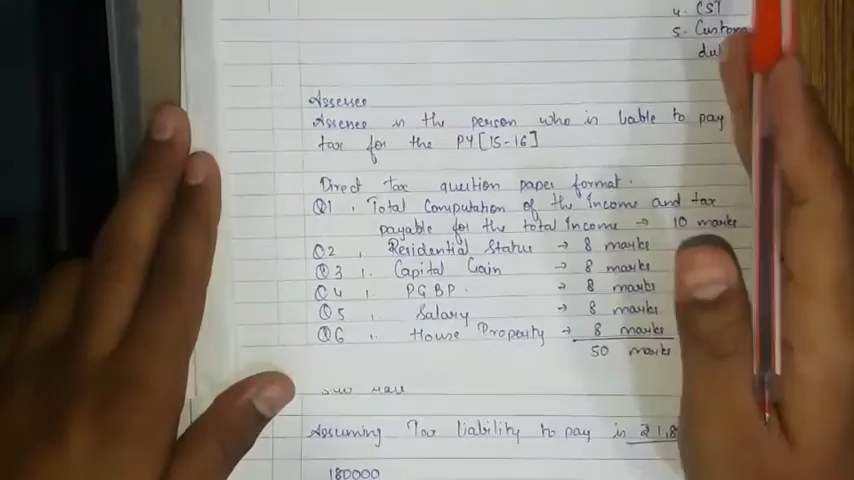 4. CST
5. Customs
Assessee
Assessee is the person who is liable to pay
tax for the PY [15-16]
Direct tax question paper format.
Q1. Total Computation of the Income and tax
payable for the total Income → 10 marks
Q2. Residential Status → 8 marks
Q3. Capital Gain → 8 marks
Q4. PGBP. → 8 marks
Q5. Salary → 8 marks
Q6. House Property → 8 marks
50 marks
Assuming Tax liability to pay is ₹1,8
180000